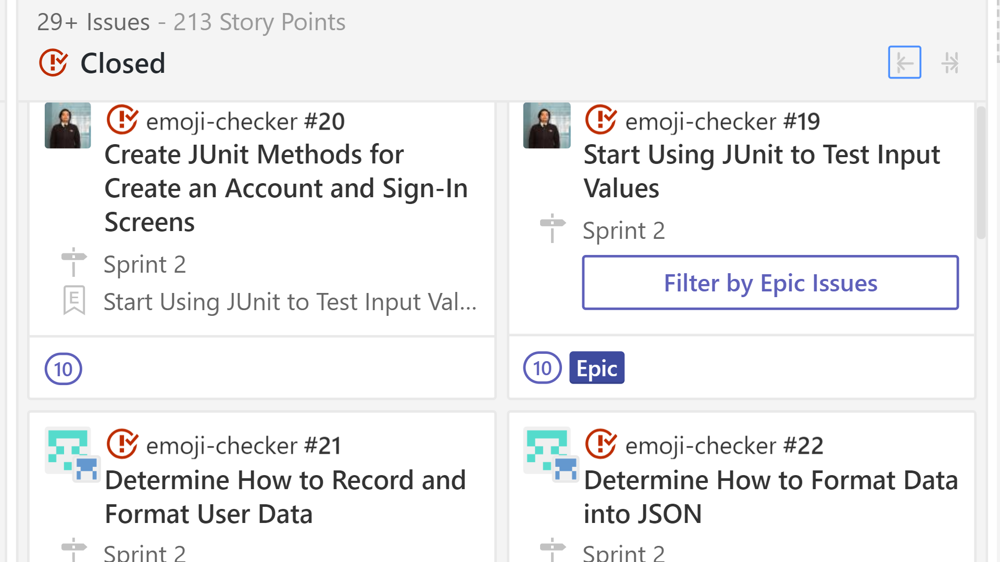 29+ Issues - 213 Story Points
Closed
emoji-checker #20
Create JUnit Methods for
Create an Account and Sign-In
Screens
Sprint 2
E
Start Using JUnit to Test Input Val...
10
emoji-checker #19
Start Using JUnit to Test Input
Values
Sprint 2
Filter by Epic Issues
10 Epic
emoji-checker #21
Determine How to Record and
Format User Data
Sprint 2
emoji-checker #22
Determine How to Format Data
into JSON
Sprint 2